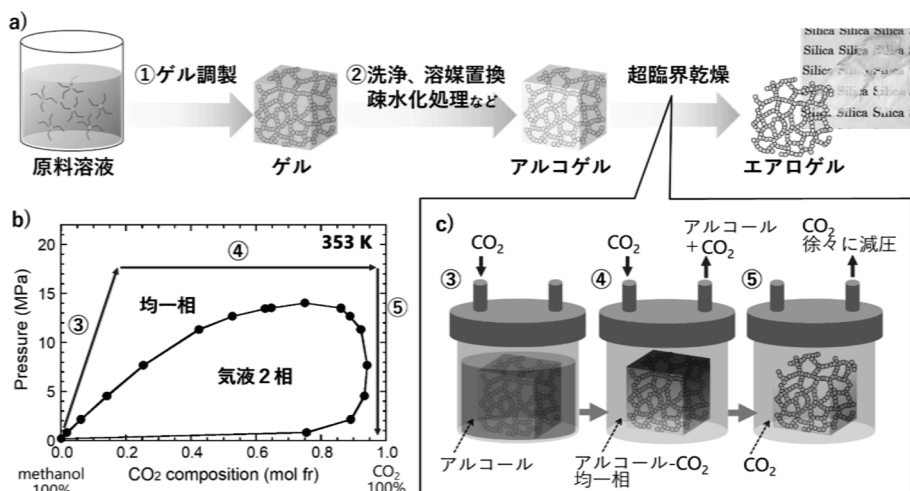 a)
①ゲル調製
②洗浄、溶媒置換
疎水化処理など
超臨界乾燥
Silica Silica Silica
Silica
Silica
Silica
原料溶液
ゲル
アルコゲル
エアロゲル
b)
353 K
Pressure (MPa)
20
15
10
5
0
③
④
⑤
均一相
気液２相
0.0
0.2
0.4
0.6
0.8
1.0
methanol
100%
CO2 composition (mol fr)
CO2
100%
c)
③
CO2
アルコール
④
CO2
アルコール
+CO2
アルコール-CO2
均一相
⑤
CO2
徐々に減圧
CO2